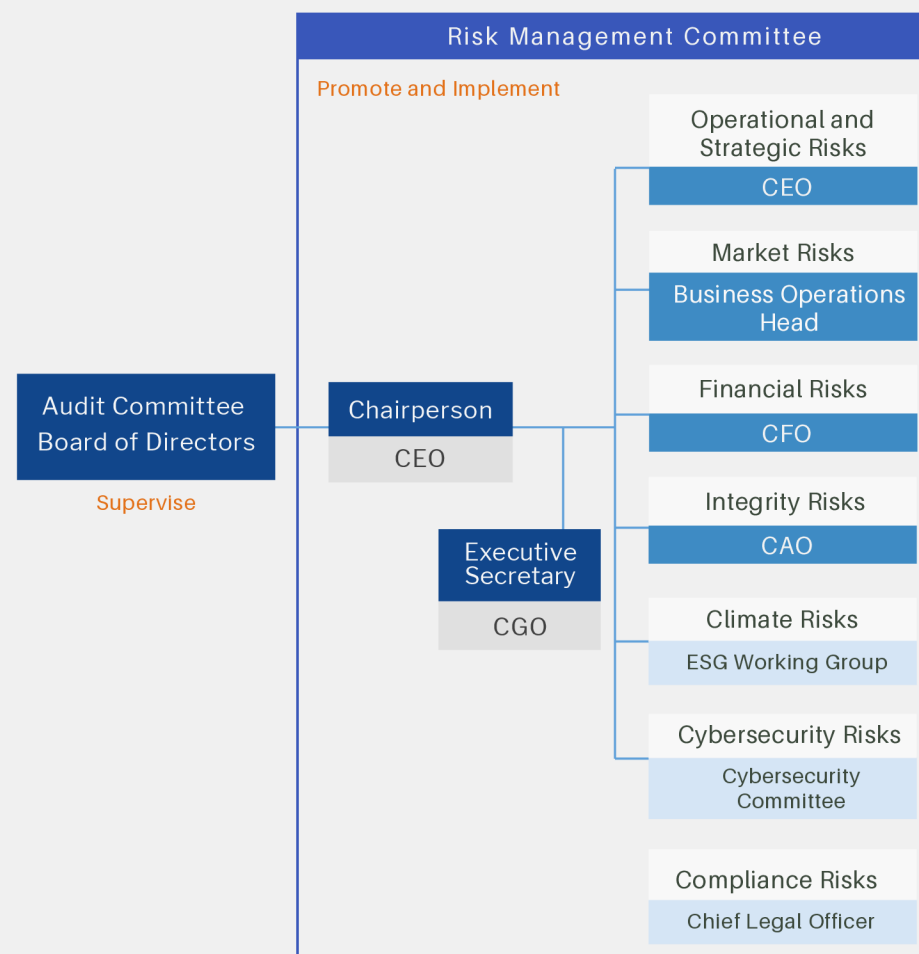 Risk Management Committee
Promote and Implement
Audit Committee
Board of Directors
Supervise
Chairperson
CEO
Executive
Secretary
CGO
Operational and
Strategic Risks
CEO
Market Risks
Business Operations
Head
Financial Risks
CFO
Integrity Risks
CAO
Climate Risks
ESG Working Group
Cybersecurity Risks
Cybersecurity
Committee
Compliance Risks
Chief Legal Officer